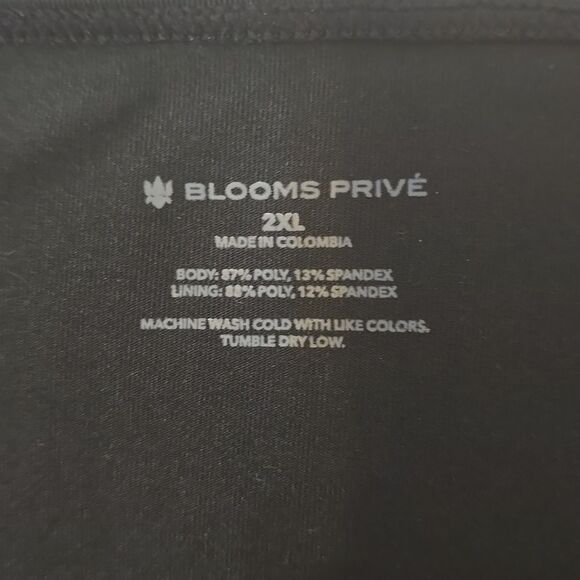 BLOOMS PRIVÉ
2XL
MADE IN COLOMBIA
BODY: 87% POLY, 13% SPANDEX
LINING: 88% POLY, 12% SPANDEX
MACHINE WASH COLD WITH LIKE COLORS.
TUMBLE DRY LOW.